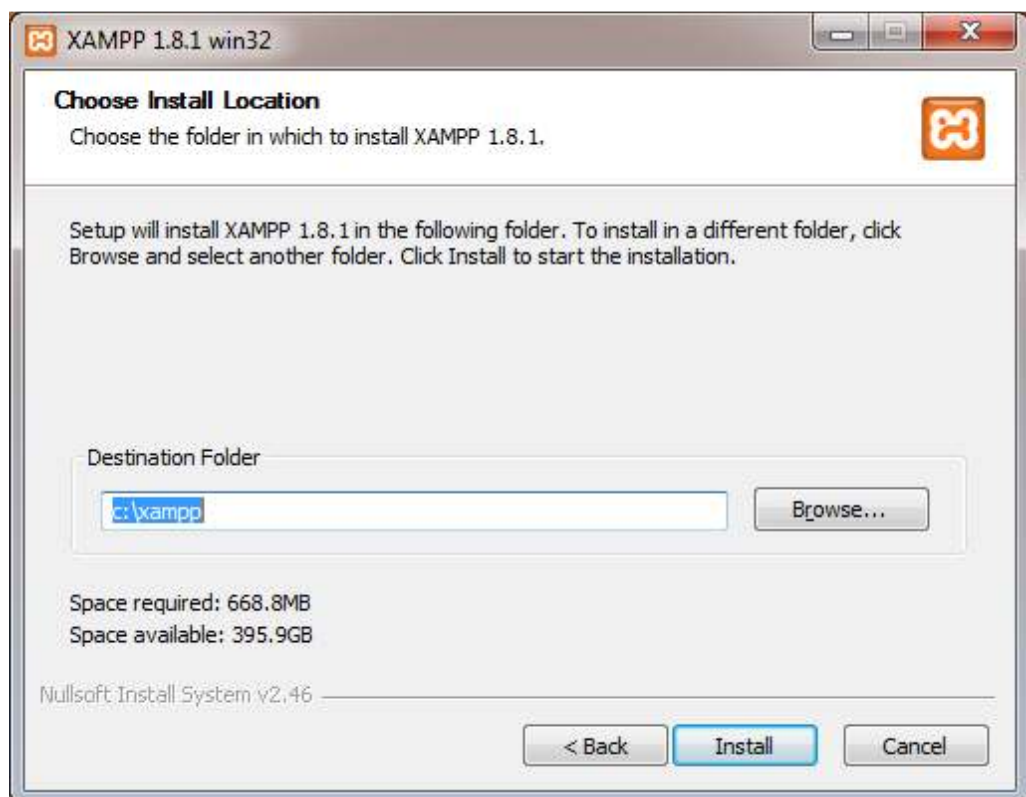 XAMPP 1.8.1 win32
Choose Install Location
Choose the folder in which to install XAMPP 1.8.1.
Setup will install XAMPP 1.8.1 in the following folder. To install in a different folder, click
Browse and select another folder. Click Install to start the installation.
Destination Folder
c:\xampp
Browse...
Space required: 668.8MB
Space available: 395.9GB
Nullsoft Install System v2.46
< Back Install Cancel